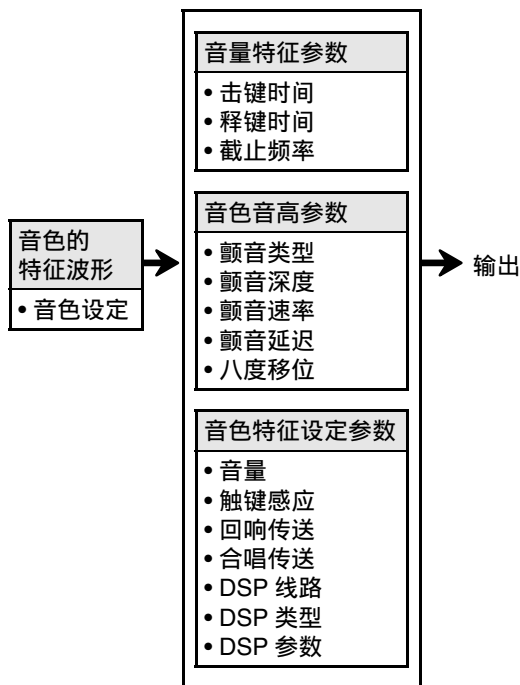 音量特征参数
• 击键时间
• 释键时间
• 截止频率
音色的
特征波形
• 音色设定
音色音高参数
• 颤音类型
• 颤音深度
• 颤音速率
• 颤音延迟
• 八度移位
输出
音色特征设定参数
• 音量
• 触键感应
• 回响传送
• 合唱传送
• DSP 线路
• DSP 类型
• DSP 参数